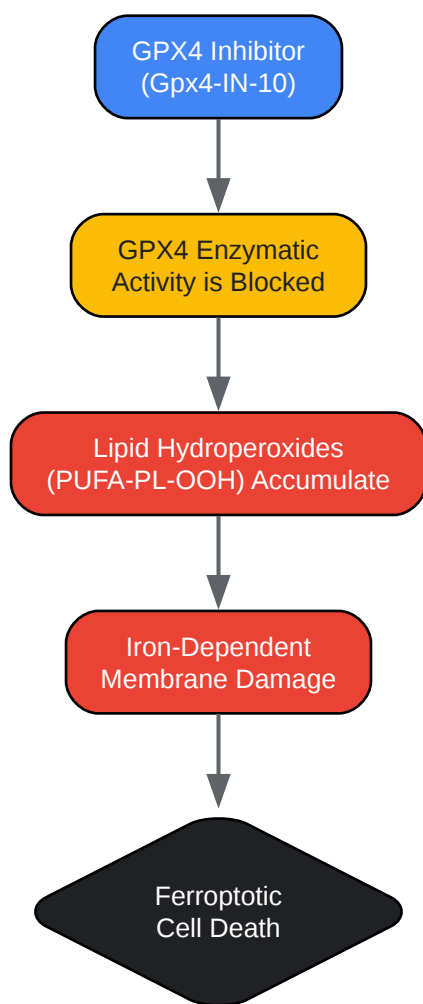 GPX4 Inhibitor
(Gpx4-IN-10)
GPX4 Enzymatic
Activity is Blocked
Lipid Hydroperoxides
(PUFA-PL-OOH) Accumulate
Iron-Dependent
Membrane Damage
Ferroptotic
Cell Death